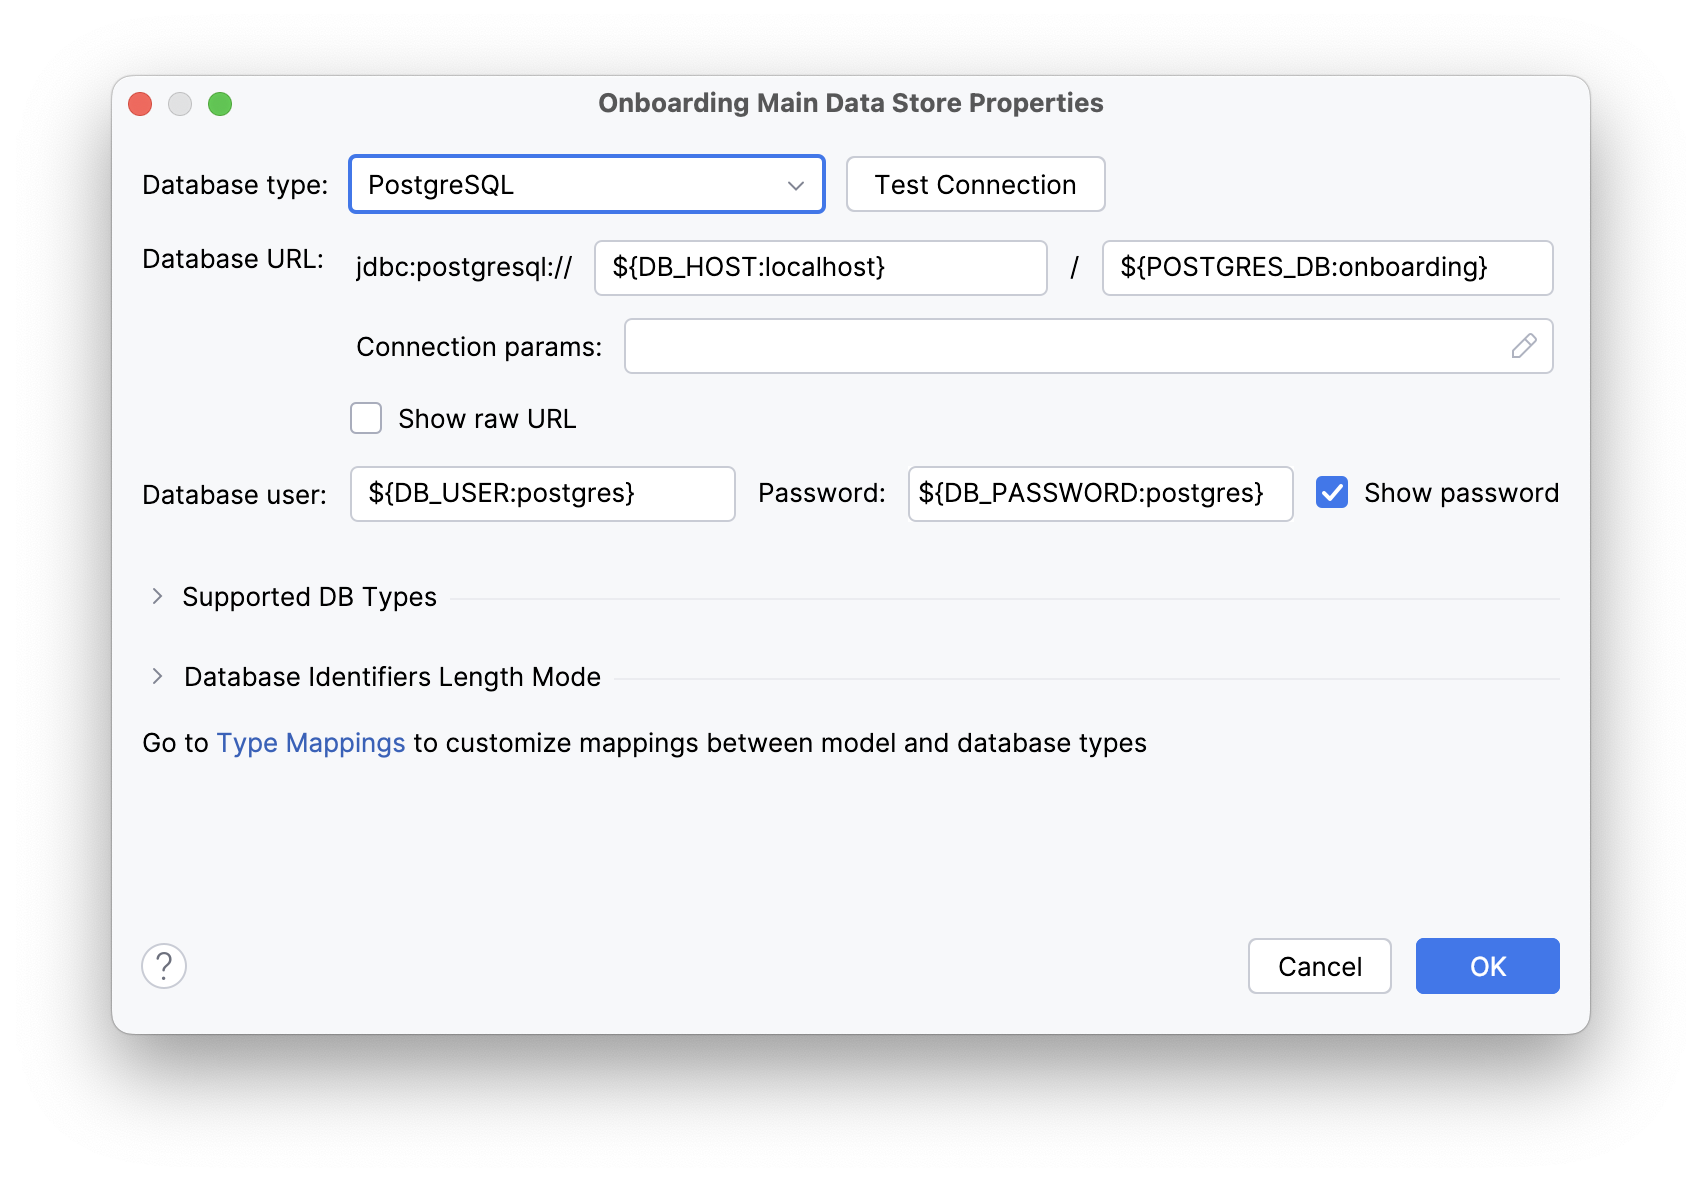 Onboarding Main Data Store Properties
Database type: PostgreSQL Test Connection
Database URL: jdbc:postgresql:// ${DB_HOST:localhost} / ${POSTGRES_DB:onboarding}
Connection params:
Show raw URL
Database user: ${DB_USER:postgres} Password: ${DB_PASSWORD:postgres} Show password
Supported DB Types
Database Identifiers Length Mode
Go to Type Mappings to customize mappings between model and database types
? Cancel OK